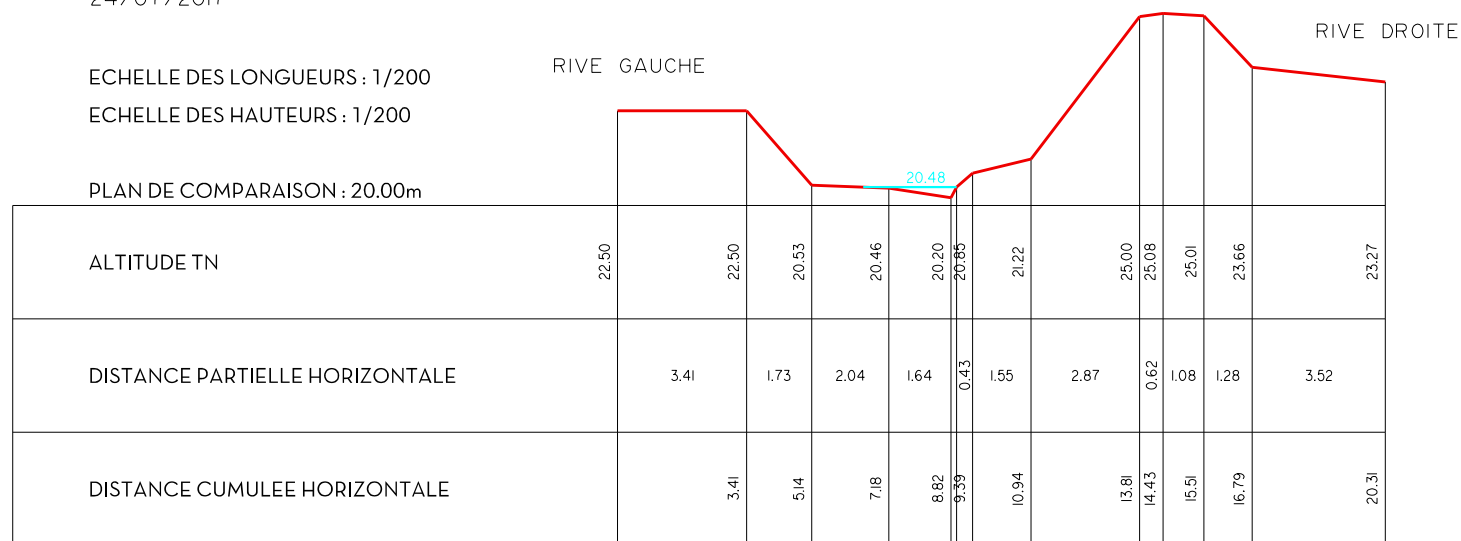 ECHELLE DES LONGUEURS : 1/200
ECHELLE DES HAUTEURS : 1/200
PLAN DE COMPARAISON : 20.00m
RIVE GAUCHE
RIVE DROITE
20.48
ALTITUDE TN 22.50 22.50 20.53 20.46 20.20 20.85 21.22 25.00 25.08 25.01 23.66 23.27
DISTANCE PARTIELLE HORIZONTALE 3.41 1.73 2.04 1.64 0.43 1.55 2.87 0.62 1.08 1.28 3.52
DISTANCE CUMULEE HORIZONTALE 3.41 5.14 7.18 8.82 9.39 10.94 13.81 14.43 15.51 16.79 20.31